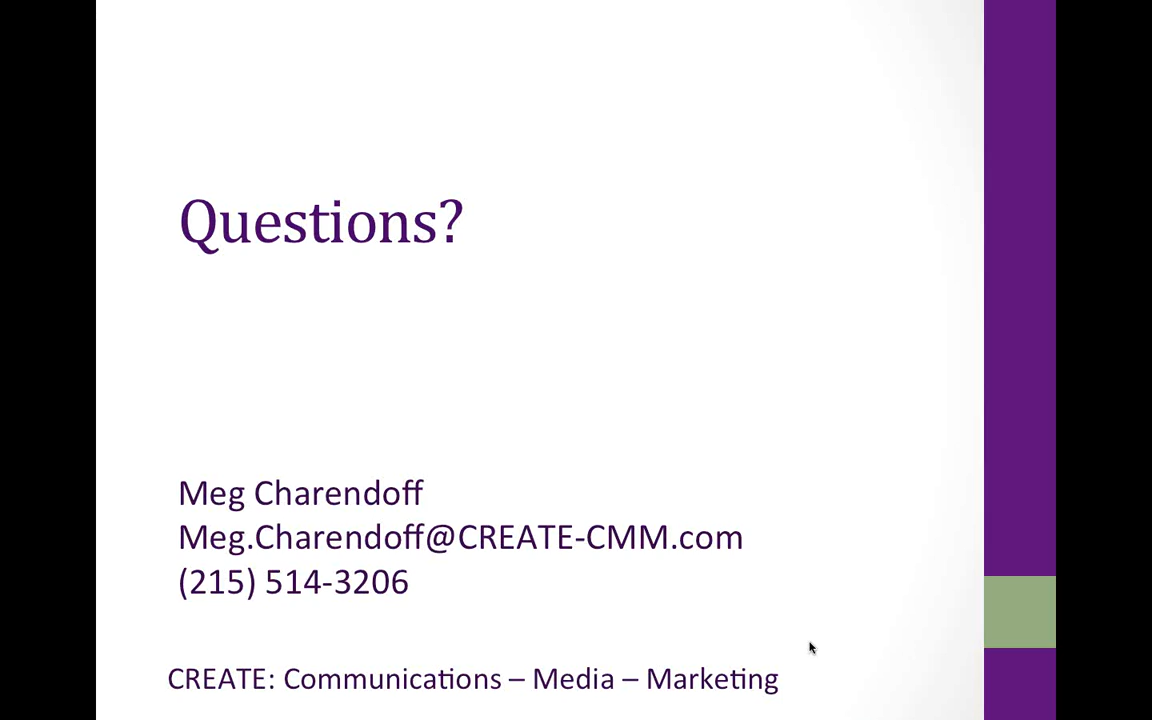 Questions?
Meg Charendoff
Meg.Charendoff@CREATE-CMM.com
(215) 514-3206
CREATE: Communications – Media – Marketing